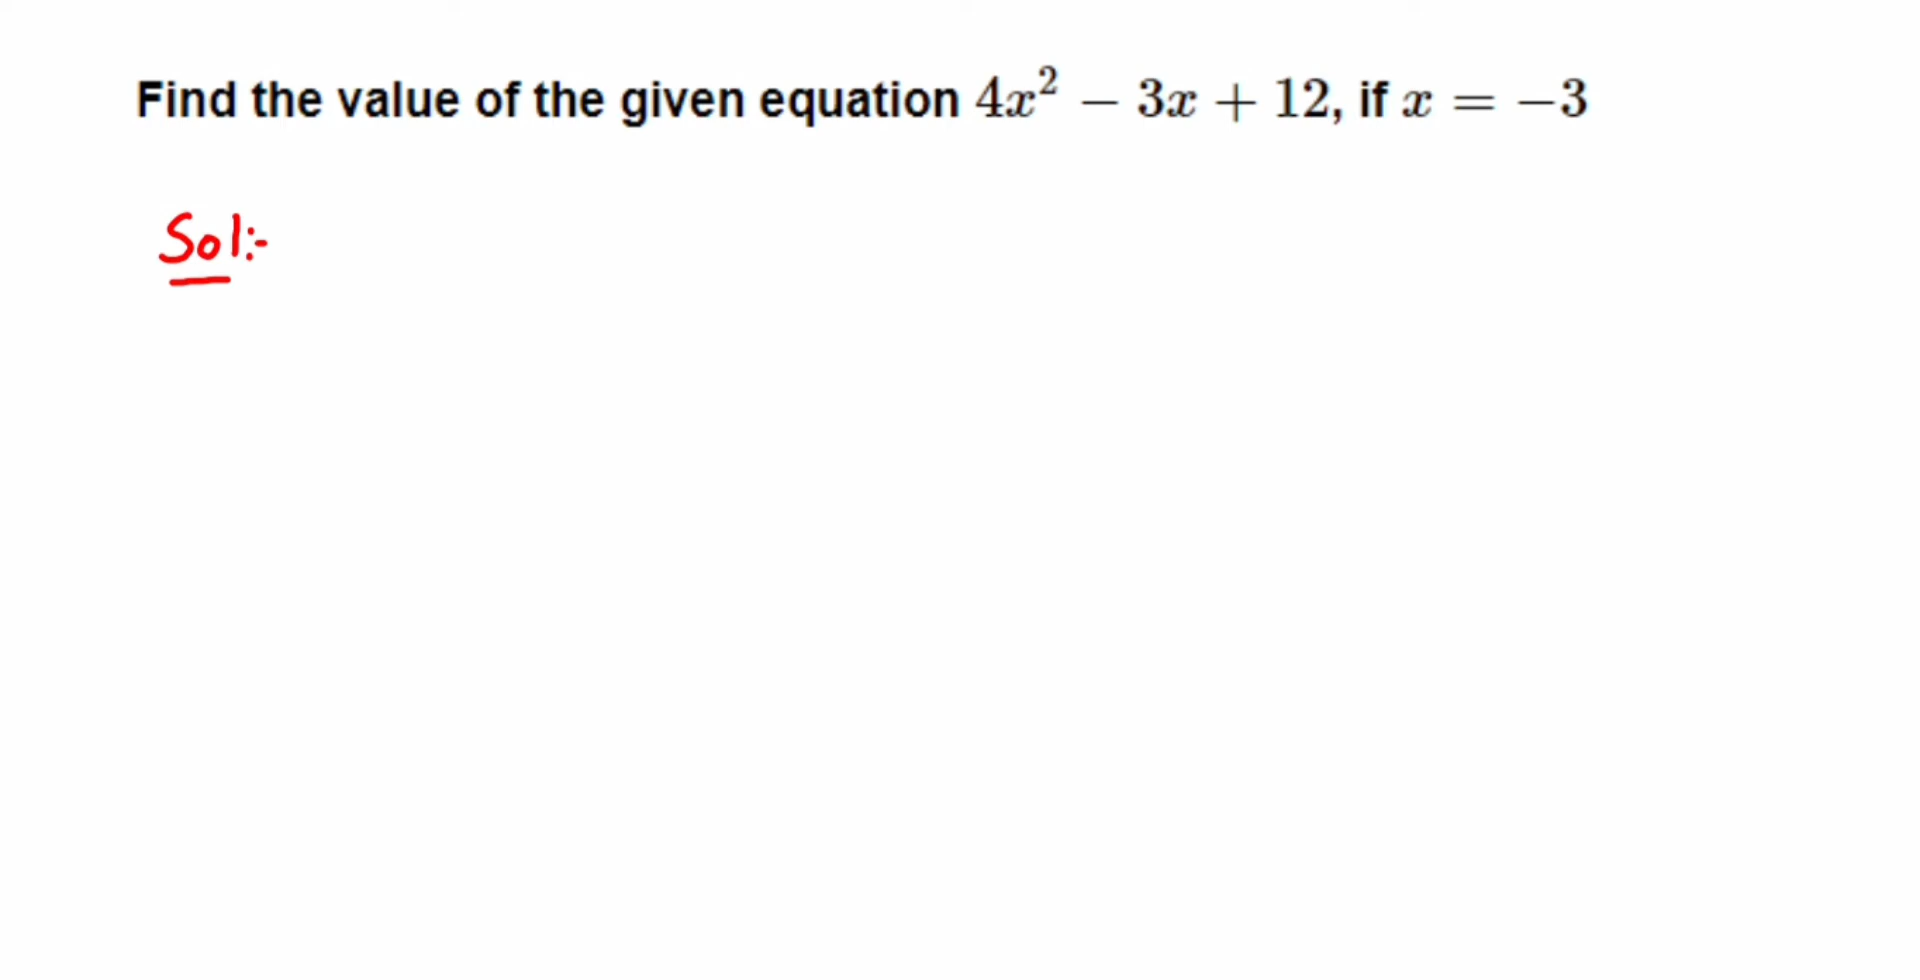 Find the value of the given equation 4x² − 3x + 12, if x = −3
Sol:-